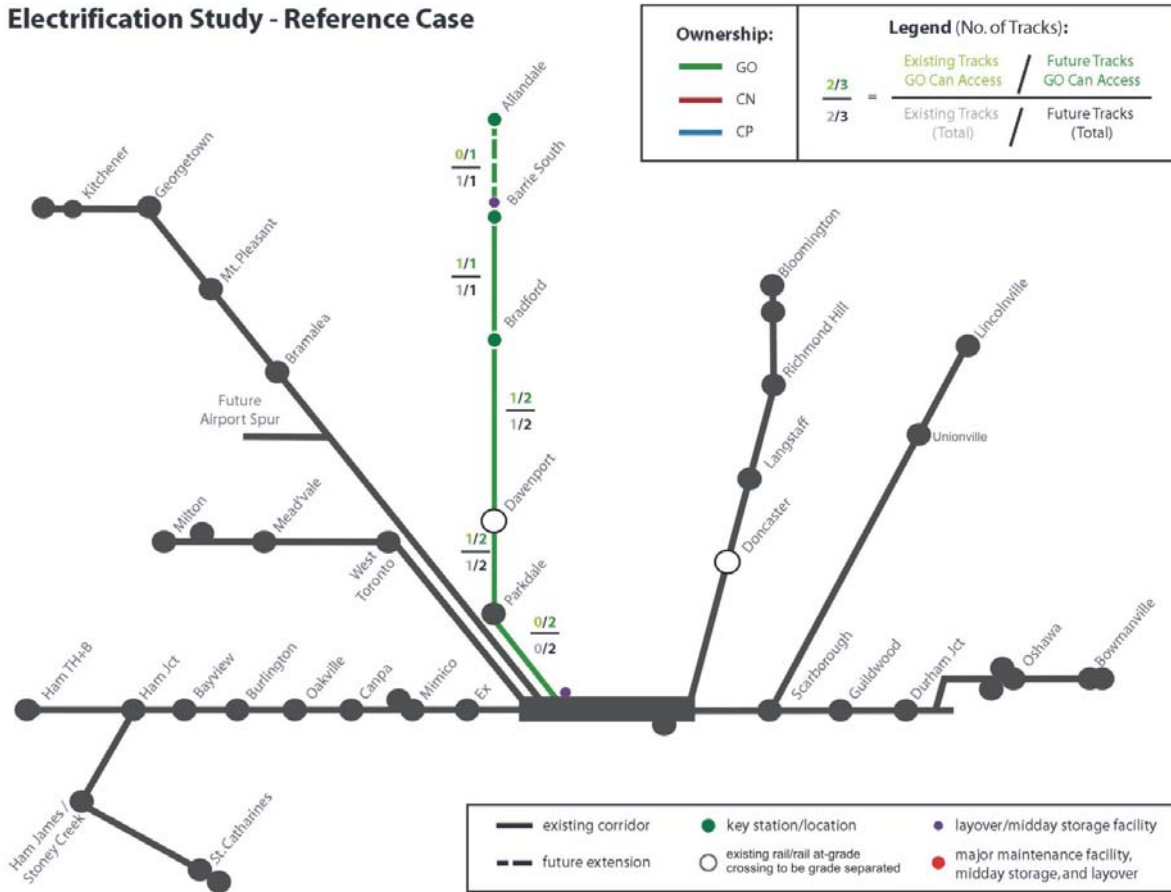 Electrification Study - Reference Case
Ownership:
GO
CN
CP
Legend (No. of Tracks):
2/3
2/3
=
Existing Tracks
GO Can Access
/
Future Tracks
GO Can Access
Existing Tracks
(Total)
/
Future Tracks
(Total)
Allandale
0/1
1/1
Barrie South
Kitchener
Georgetown
Mt. Pleasant
1/1
1/1
Bradford
Bramalea
Future
Airport Spur
1/2
1/2
Bloomington
Richmond Hill
Lincolnville
Unionville
Langstaff
Davenport
Doncaster
Milton
Mead'vale
West
Toronto
1/2
1/2
Parkdale
0/2
0/2
Ham TH+B
Ham Jct
Bayview
Burlington
Oakville
Canpa
Mimico
Ex
Scarborough
Guildwood
Durham Jct
Oshawa
Bowmanville
Ham James /
Stoney Creek
St. Catharines
existing corridor
future extension
key station/location
existing rail/rail at-grade
crossing to be grade separated
layover/midday storage facility
major maintenance facility,
midday storage, and layover